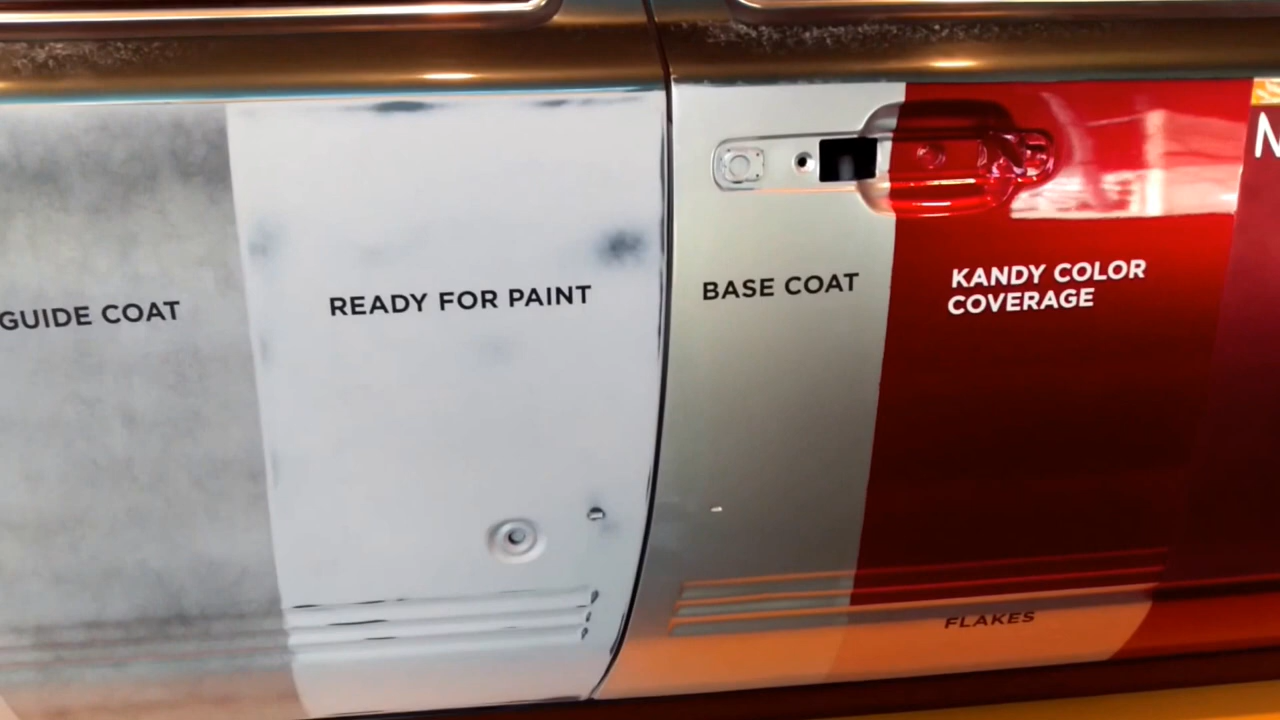 GUIDE COAT
READY FOR PAINT
BASE COAT
KANDY COLOR
COVERAGE
FLAKES